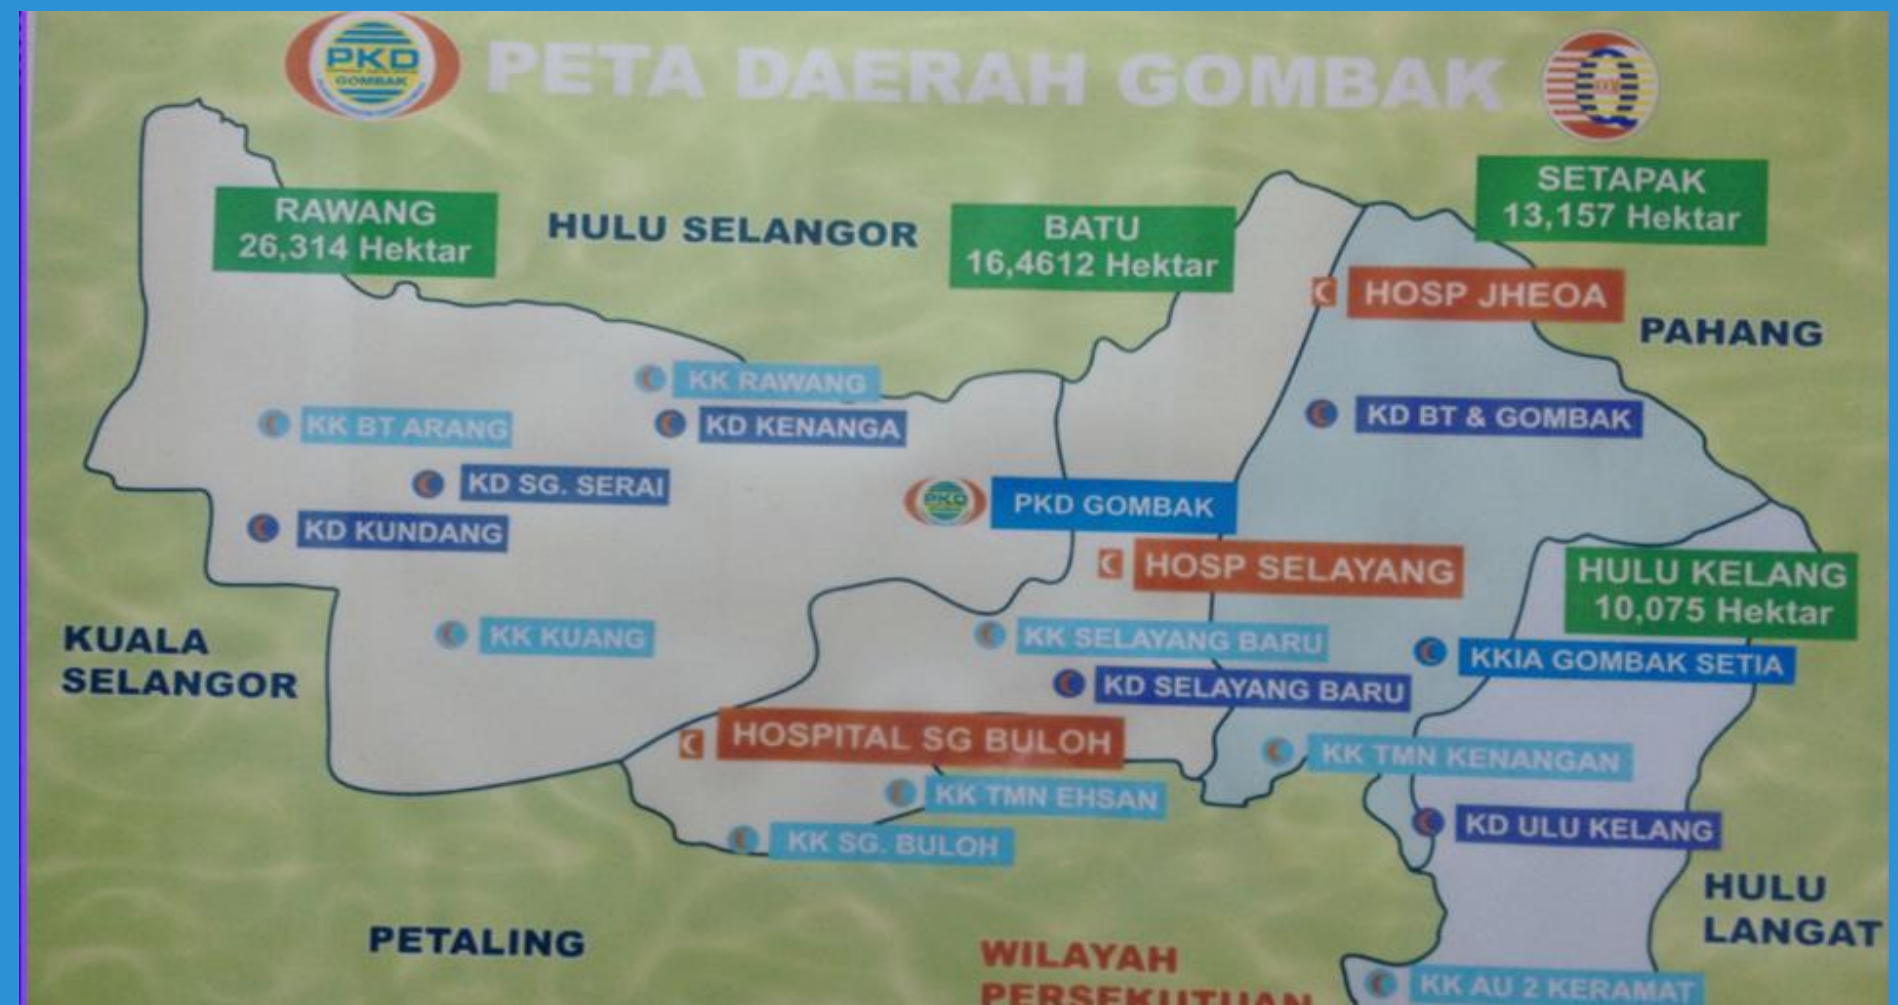 PKD
GOMBAK
PETA DAERAH GOMBAK
Q
SETAPAK
13,157 Hektar
RAWANG
26,314 Hektar
HULU SELANGOR
BATU
16,4612 Hektar
HOSP JHEOA
PAHANG
KK RAWANG
KK BT ARANG
KD KENANGA
KD BT & GOMBAK
KD SG. SERAI
PKD
PKD GOMBAK
KD KUNDANG
HOSP SELAYANG
HULU KELANG
10,075 Hektar
KUALA
SELANGOR
KK KUANG
KK SELAYANG BARU
KKIA GOMBAK SETIA
KD SELAYANG BARU
HOSPITAL SG BULOH
KK TMN KENANGAN
KK TMN EHSAN
KD ULU KELANG
KK SG. BULOH
HULU
LANGAT
PETALING
WILAYAH
PERSEKUTUAN
KK AU 2 KERAMAT